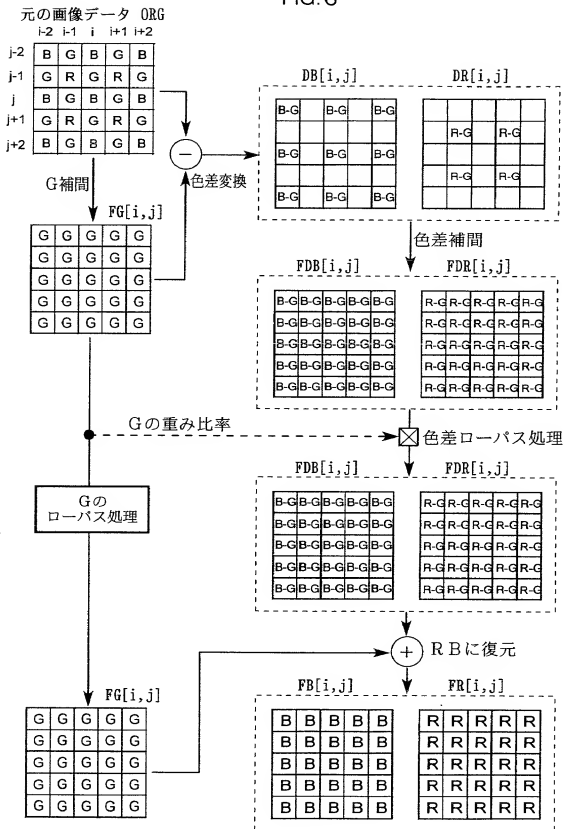 FIG.6
元の画像データ ORG
i-2 i-1 i i+1 i+2
j-2 B G B G B
j-1 G R G R G
j B G B G B
j+1 G R G R G
j+2 B G B G B
G補間
−
色差変換
DB[i,j] DR[i,j]
B-G B-G B-G
R-G R-G
B-G B-G B-G
R-G R-G
B-G B-G B-G
FG[i,j]
G G G G G
G G G G G
G G G G G
G G G G G
G G G G G
色差補間
FDB[i,j] FDR[i,j]
B-G B-G B-G B-G B-G R-G R-G R-G R-G R-G
B-G B-G B-G B-G B-G R-G R-G R-G R-G R-G
B-G B-G B-G B-G B-G R-G R-G R-G R-G R-G
B-G B-G B-G B-G B-G R-G R-G R-G R-G R-G
B-G B-G B-G B-G B-G R-G R-G R-G R-G R-G
Gの重み比率
色差ローパス処理
Gの
ローパス処理
FDB[i,j] FDR[i,j]
B-G B-G B-G B-G B-G R-G R-G R-G R-G R-G
B-G B-G B-G B-G B-G R-G R-G R-G R-G R-G
B-G B-G B-G B-G B-G R-G R-G R-G R-G R-G
B-G B-G B-G B-G B-G R-G R-G R-G R-G R-G
B-G B-G B-G B-G B-G R-G R-G R-G R-G R-G
+
RBに復元
FG[i,j]
G G G G G
G G G G G
G G G G G
G G G G G
G G G G G
FB[i,j] FR[i,j]
B B B B B R R R R R
B B B B B R R R R R
B B B B B R R R R R
B B B B B R R R R R
B B B B B R R R R R